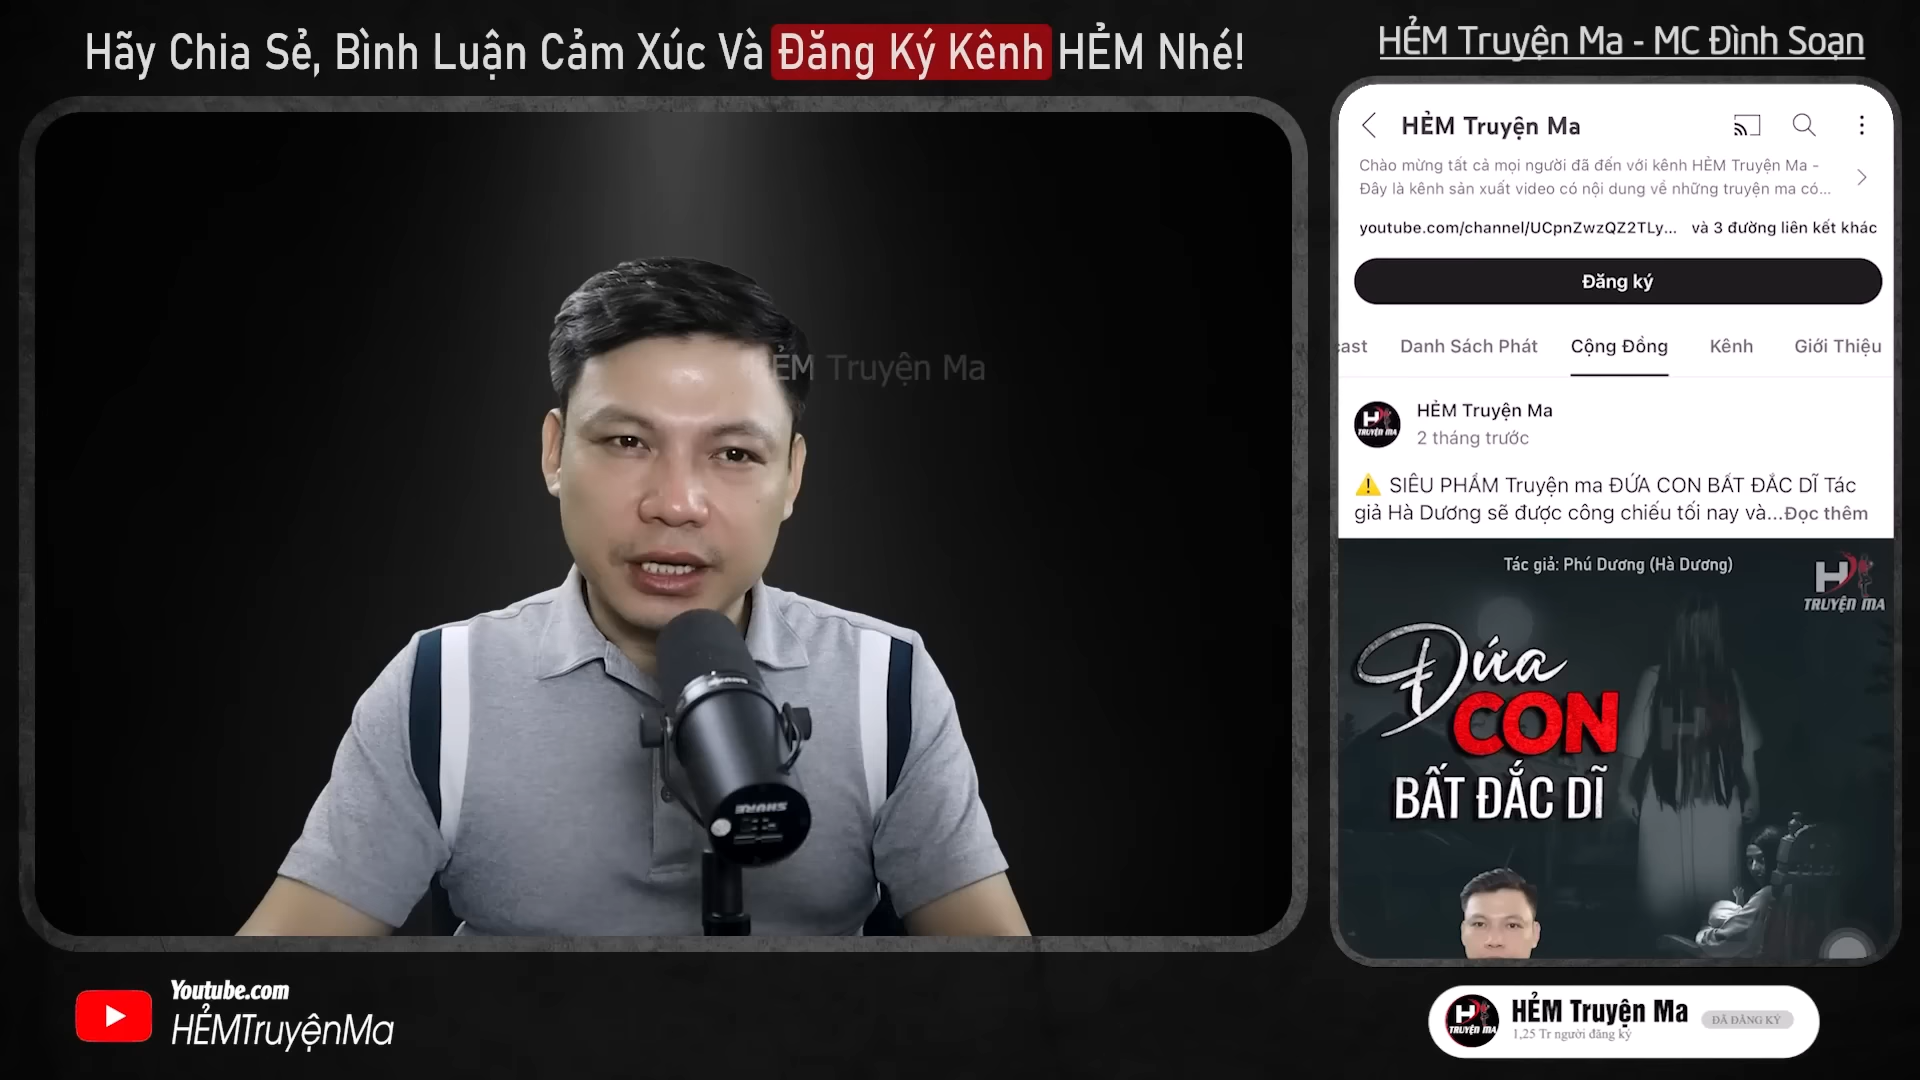 Hãy Chia Sẻ, Bình Luận Cảm Xúc Và Đăng Ký Kênh HẺM Nhé!
HẺM Truyện Ma - MC Đình Soạn
HẺM Truyện Ma
Chào mừng tất cả mọi người đã đến với kênh HẺM Truyện Ma -
Đây là kênh sản xuất video có nội dung về những truyện ma có...
youtube.com/channel/UCpnZwzQZ2TLy... và 3 đường liên kết khác
Đăng ký
cast Danh Sách Phát Cộng Đồng Kênh Giới Thiệu
HẺM Truyện Ma
2 tháng trước
⚠️ SIÊU PHẨM Truyện ma ĐỨA CON BẤT ĐẮC DĨ Tác
giả Hà Dương sẽ được công chiếu tối nay và...Đọc thêm
Tác giả: Phú Dương (Hà Dương)
H
TRUYỆN MA
Đứa
CON
BẤT ĐẮC DĨ
ẺM Truyện Ma
SHURE
Youtube.com
HẺMTruyệnMa
H
TRUYỆN MA
HẺM Truyện Ma
ĐÃ ĐĂNG KÝ
1,25 Tr người đăng ký